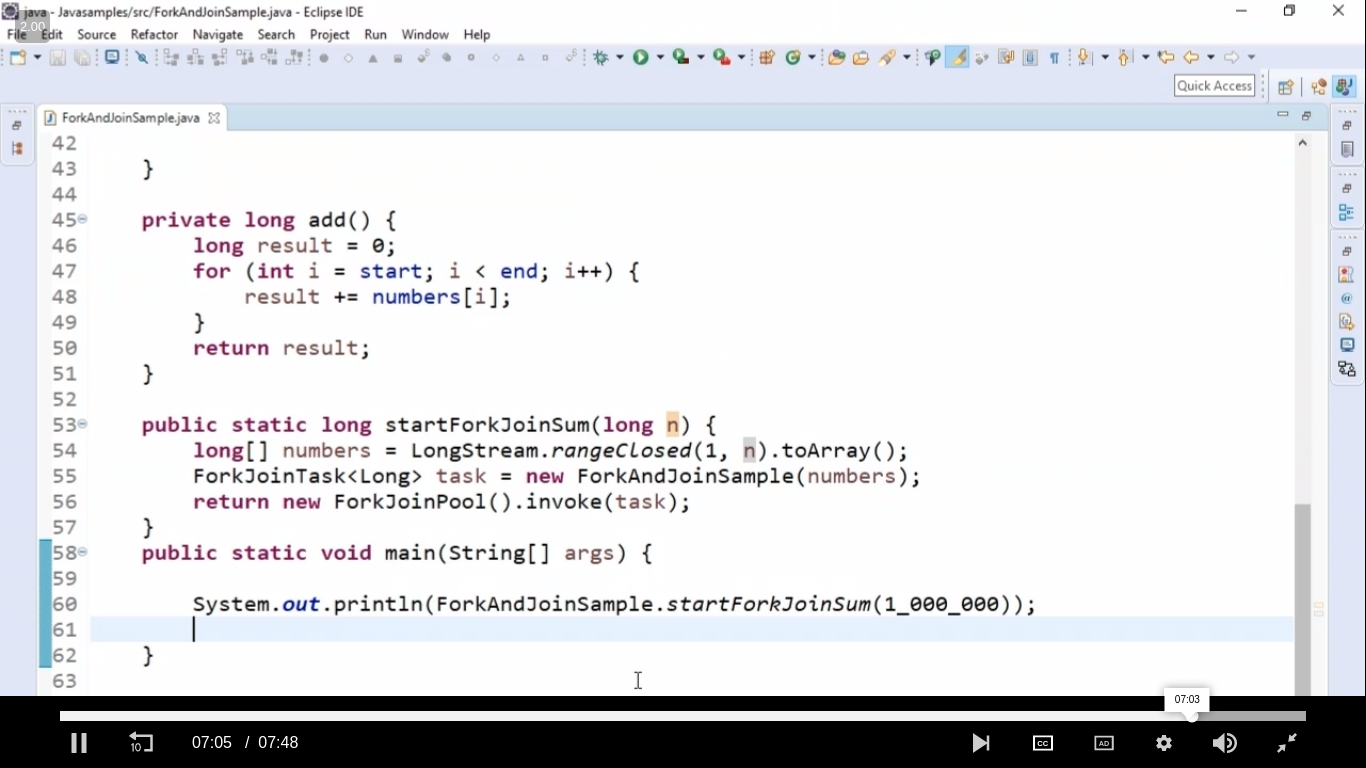 java - Javasamples/src/ForkAndJoinSample.java - Eclipse IDE
2.00
File Edit Source Refactor Navigate Search Project Run Window Help
Quick Access
ForkAndJoinSample.java
42
43 }
44
45 private long add() {
46 long result = 0;
47 for (int i = start; i < end; i++) {
48 result += numbers[i];
49 }
50 return result;
51 }
52
53 public static long startForkJoinSum(long n) {
54 long[] numbers = LongStream.rangeClosed(1, n).toArray();
55 ForkJoinTask<Long> task = new ForkAndJoinSample(numbers);
56 return new ForkJoinPool().invoke(task);
57 }
58 public static void main(String[] args) {
59
60 System.out.println(ForkAndJoinSample.startForkJoinSum(1_000_000));
61
62 }
63
07:03
10 07:05 / 07:48 CC AD